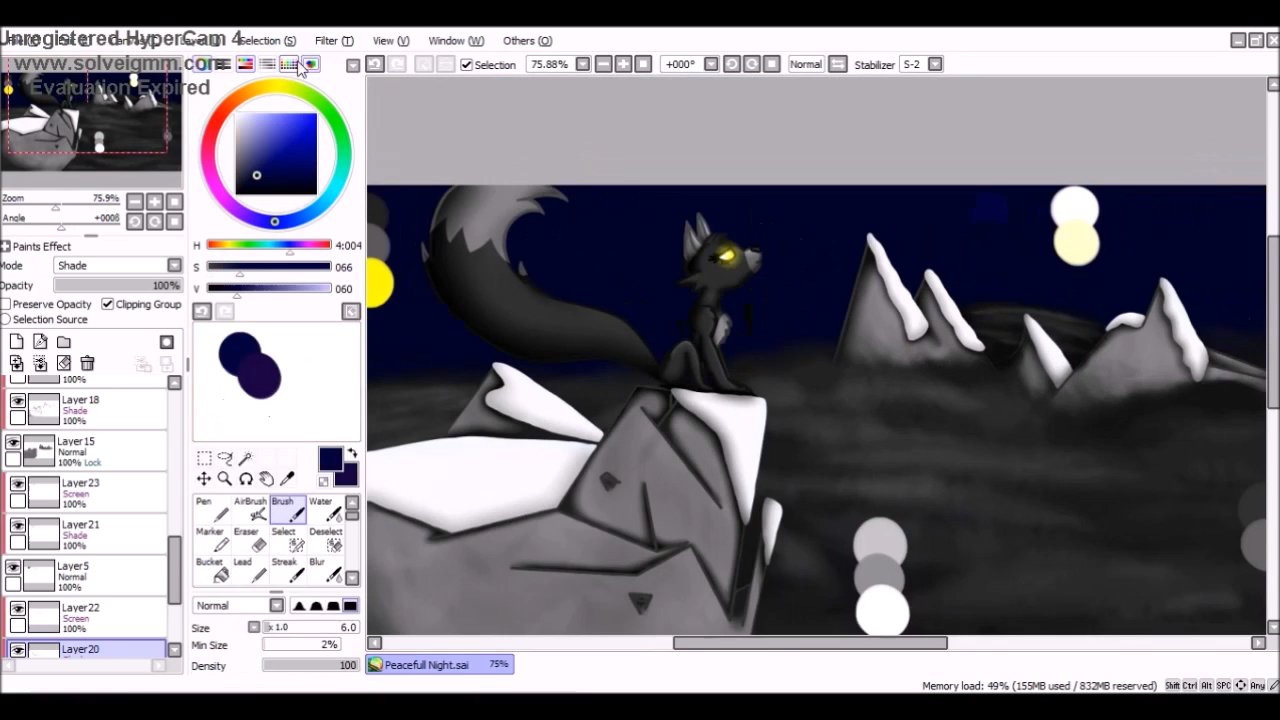 Unregistered HyperCam 4
Selection (S) Filter (T) View (V) Window (W) Others (O)
www.solveigmm.com
Selection 75.88% +000° Normal Stabilizer S-2
Evaluation Expired
Zoom 75.9%
Angle +000ß
H 4:004
S 066
V 060
Paints Effect
Mode Shade
Opacity 100%
Preserve Opacity Clipping Group
Selection Source
100%
Layer18
Shade
100%
Layer15
Normal
100% Lock
Layer23
Screen
100%
Layer21
Shade
100%
Layer5
Normal
100%
Layer22
Screen
100%
Layer20
Pen AirBrush Brush Water
Marker Eraser Select Deselect
Bucket Lead Streak Blur
Normal
Size x 1.0 6.0
Min Size 2%
Density 100
Peacefull Night.sai 75%
Memory load: 49% (155MB used / 832MB reserved) Shift Ctrl Alt SPC Any